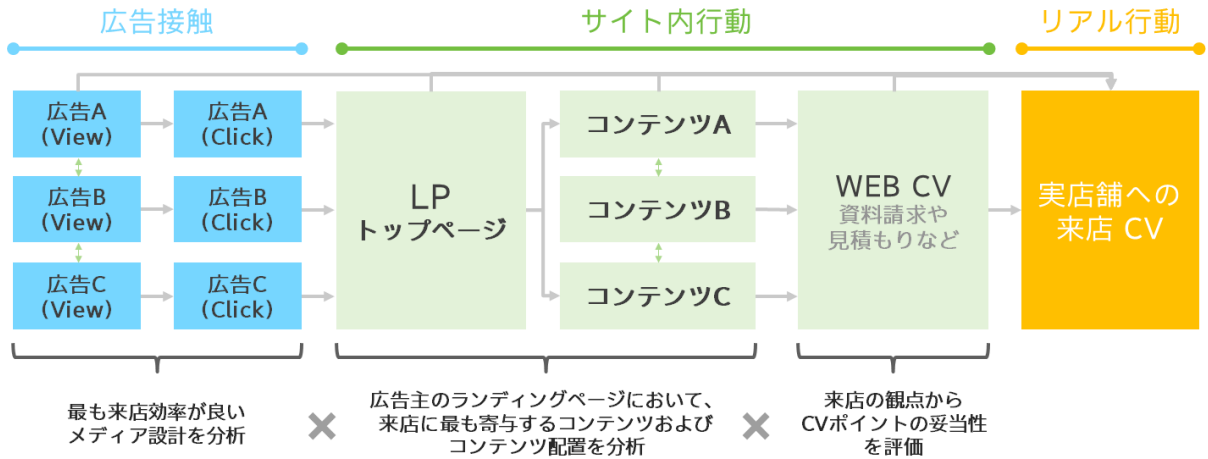 広告接触
サイト内行動
リアル行動
広告A
(View)
広告A
(Click)
広告B
(View)
広告B
(Click)
広告C
(View)
広告C
(Click)
LP
トップページ
コンテンツA
コンテンツB
コンテンツC
WEB CV
資料請求や
見積もりなど
実店舗への
来店 CV
最も来店効率が良い
メディア設計を分析
×
広告主のランディングページにおいて、
来店に最も寄与するコンテンツおよび
コンテンツ配置を分析
×
来店の観点から
CVポイントの妥当性
を評価